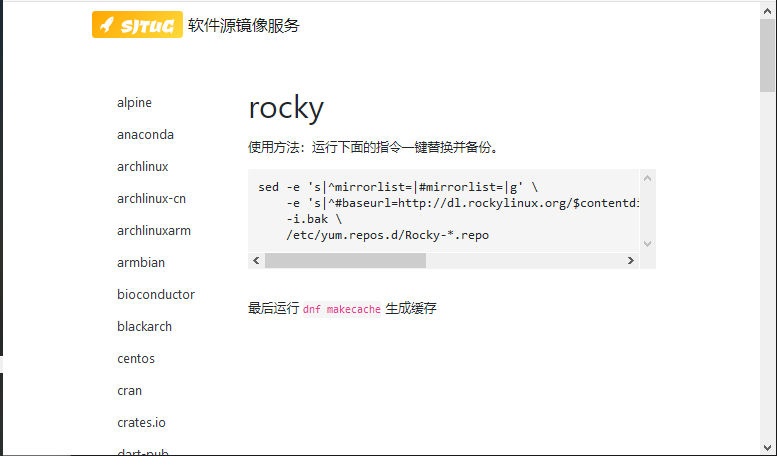 SJTUG 软件源镜像服务
alpine
anaconda
archlinux
archlinux-cn
archlinuxarm
armbian
bioconductor
blackarch
centos
cran
crates.io
dart-pub
rocky
使用方法：运行下面的指令一键替换并备份。
sed -e 's|^mirrorlist=|#mirrorlist=|g' \
-e 's|^#baseurl=http://dl.rockylinux.org/$contentdi
-i.bak \
/etc/yum.repos.d/Rocky-*.repo
最后运行 dnf makecache 生成缓存